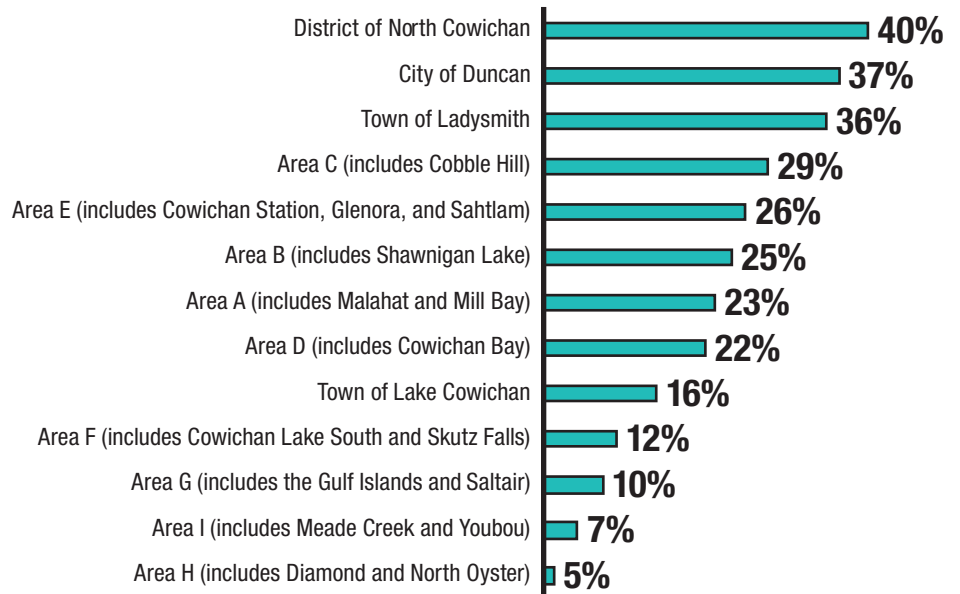 District of North Cowichan 40%
City of Duncan 37%
Town of Ladysmith 36%
Area C (includes Cobble Hill) 29%
Area E (includes Cowichan Station, Glenora, and Sahtlam) 26%
Area B (includes Shawnigan Lake) 25%
Area A (includes Malahat and Mill Bay) 23%
Area D (includes Cowichan Bay) 22%
Town of Lake Cowichan 16%
Area F (includes Cowichan Lake South and Skutz Falls) 12%
Area G (includes the Gulf Islands and Saltair) 10%
Area I (includes Meade Creek and Youbou) 7%
Area H (includes Diamond and North Oyster) 5%